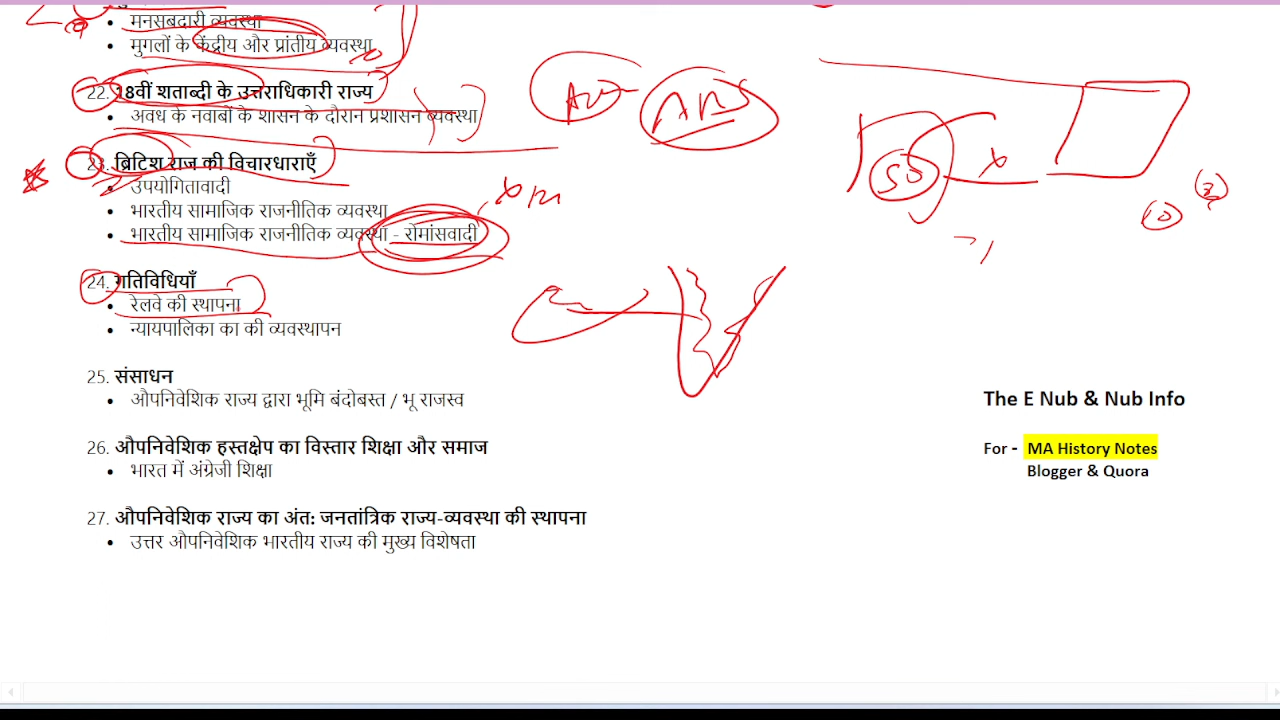 मनसबदारी व्यवस्था
मुगलों के केंद्रीय और प्रांतीय व्यवस्था
22. 18वीं शताब्दी के उत्तराधिकारी राज्य
अवध के नवाबों के शासन के दौरान प्रशासन व्यवस्था
23. ब्रिटिश राज की विचारधाराएँ
उपयोगितावादी
भारतीय सामाजिक राजनीतिक व्यवस्था
भारतीय सामाजिक राजनीतिक व्यवस्था - रोमांसवादी
24. गतिविधियाँ
रेलवे की स्थापना
न्यायपालिका का की व्यवस्थापन
25. संसाधन
औपनिवेशिक राज्य द्वारा भूमि बंदोबस्त / भू राजस्व
26. औपनिवेशिक हस्तक्षेप का विस्तार शिक्षा और समाज
भारत में अंग्रेजी शिक्षा
27. औपनिवेशिक राज्य का अंत: जनतांत्रिक राज्य-व्यवस्था की स्थापना
उत्तर औपनिवेशिक भारतीय राज्य की मुख्य विशेषता
The E Nub & Nub Info
For - MA History Notes
Blogger & Quora
50
10